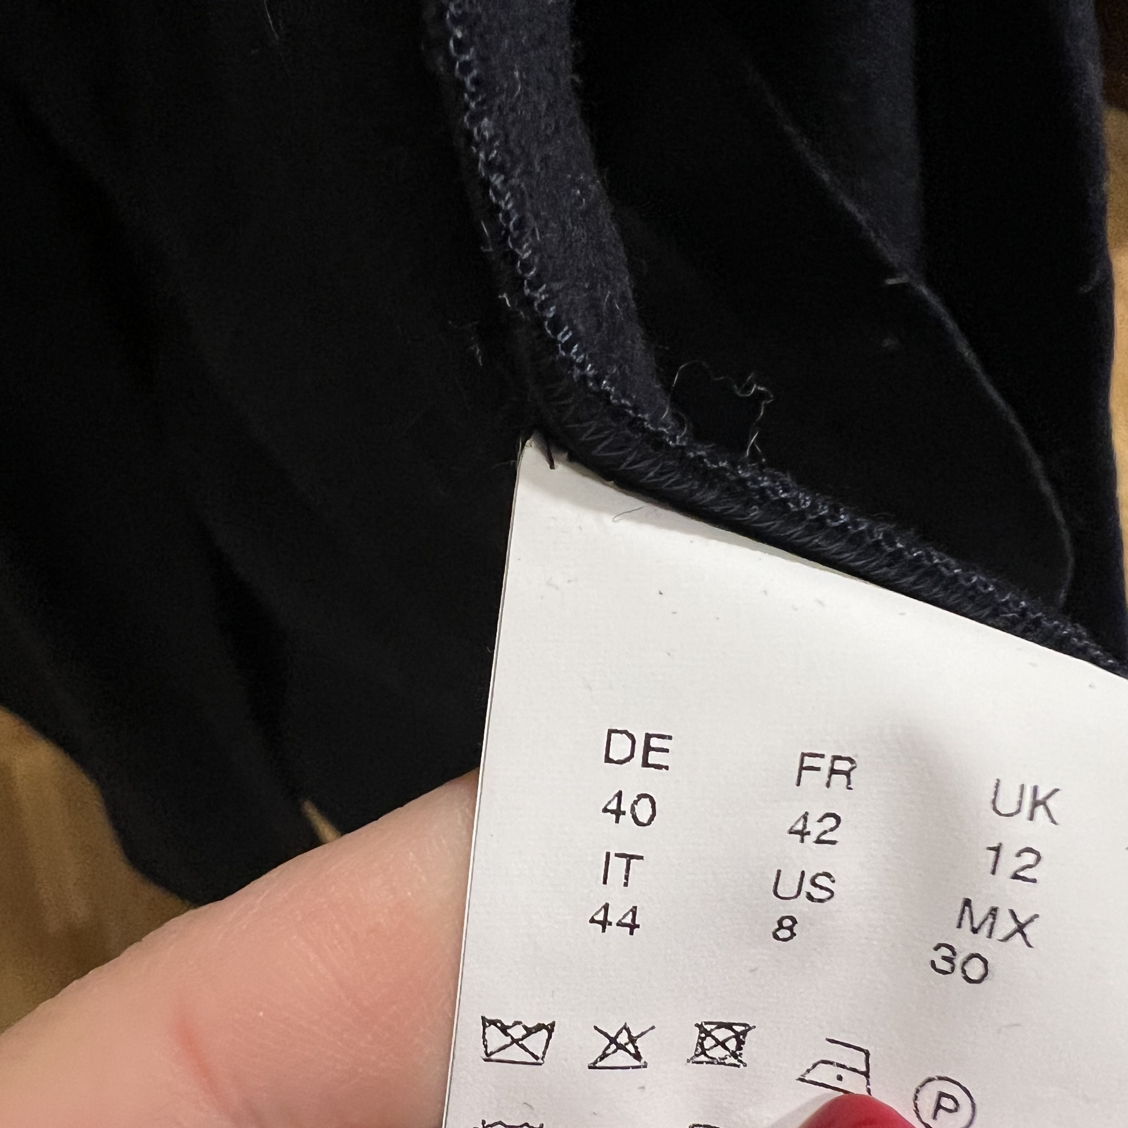 DE FR UK
40 42 12
IT US MX
44 8 30
P